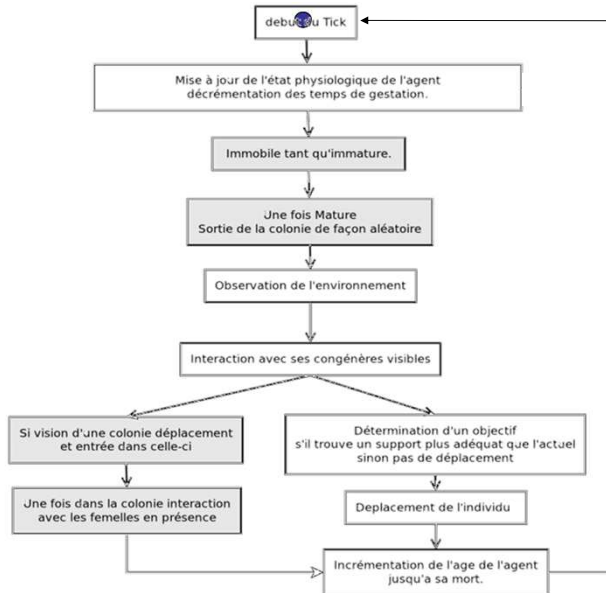 debut du Tick
Mise à jour de l'état physiologique de l'agent
décrémentation des temps de gestation.
Immobile tant qu'immature.
Une fois Mature
Sortie de la colonie de façon aléatoire
Observation de l'environnement
Interaction avec ses congénères visibles
Si vision d'une colonie déplacement
et entrée dans celle-ci
Détermination d'un objectif
s'il trouve un support plus adéquat que l'actuel
sinon pas de déplacement
Une fois dans la colonie interaction
avec les femelles en présence
Deplacement de l'individu
Incrémentation de l'age de l'agent
jusqu'a sa mort.